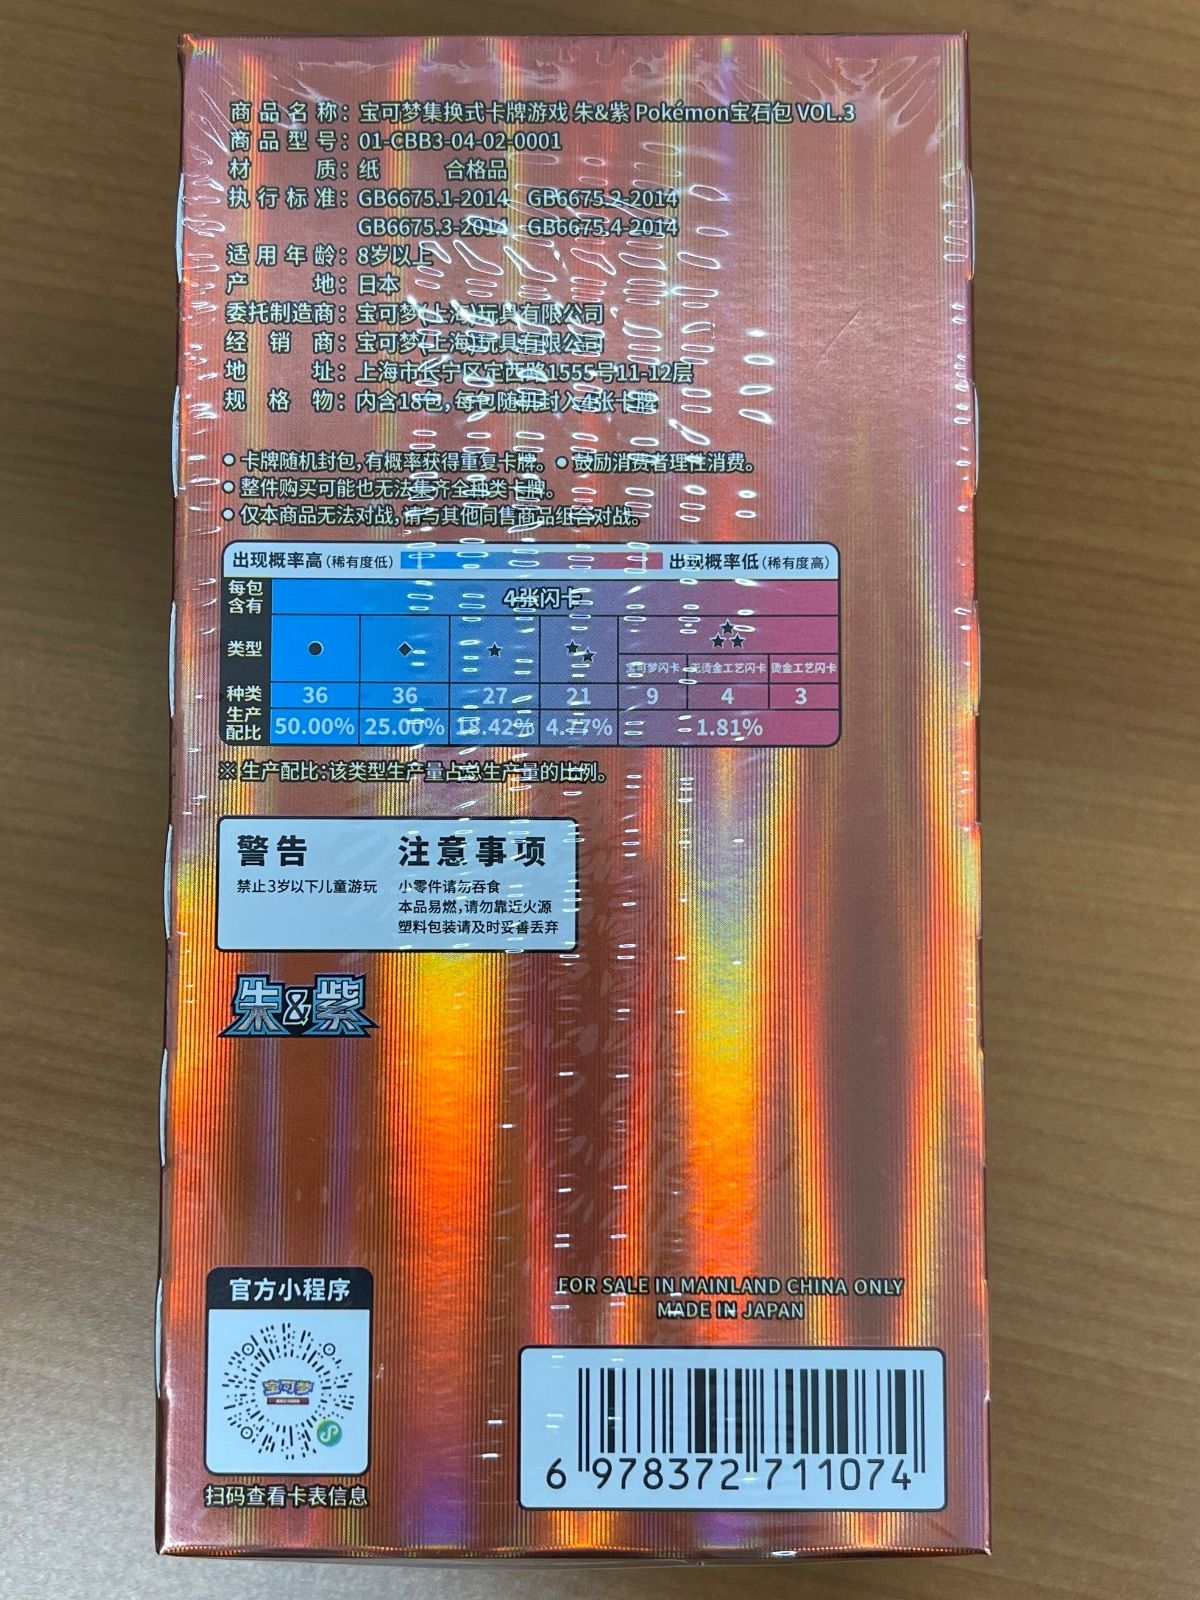 商品名称：宝可梦集换式卡牌游戏 朱&紫 Pokémon宝石包 VOL.3
商品型号：01-CBB3-04-02-0001
材质：纸 合格品
执行标准：GB6675.1-2014 GB6675.2-2014
GB6675.3-2014 GB6675.4-2014
适用年龄：8岁以上
产地：日本
委托制造商：宝可梦(上海)玩具有限公司
经销商：宝可梦(上海)玩具有限公司
地址：上海市长宁区定西路1555号11-12层
规格物：内含18包，每包随机封入4张卡牌
●卡牌随机封包，有概率获得重复卡牌。●鼓励消费者理性消费。
●整件购买可能也无法集齐全种类卡牌。
●仅本商品无法对战，请与其他同售商品组合对战。
出现概率高（稀有度低） 出现概率低（稀有度高）
每包含有 4张闪卡
类型 ● ◆ ★ ★★ ★★★
宝可梦闪卡 无烫金工艺闪卡 烫金工艺闪卡
种类 36 36 27 21 9 4 3
生产配比 50.00% 25.00% 18.42% 4.77% 1.81%
※生产配比：该类型生产量占总生产量的比例。
警告 注意事项
禁止3岁以下儿童游玩 小零件请勿吞食
本品易燃，请勿靠近火源
塑料包装请及时妥善丢弃
朱&紫
官方小程序
宝可梦
扫码查看卡表信息
FOR SALE IN MAINLAND CHINA ONLY
MADE IN JAPAN
6 978372 711074